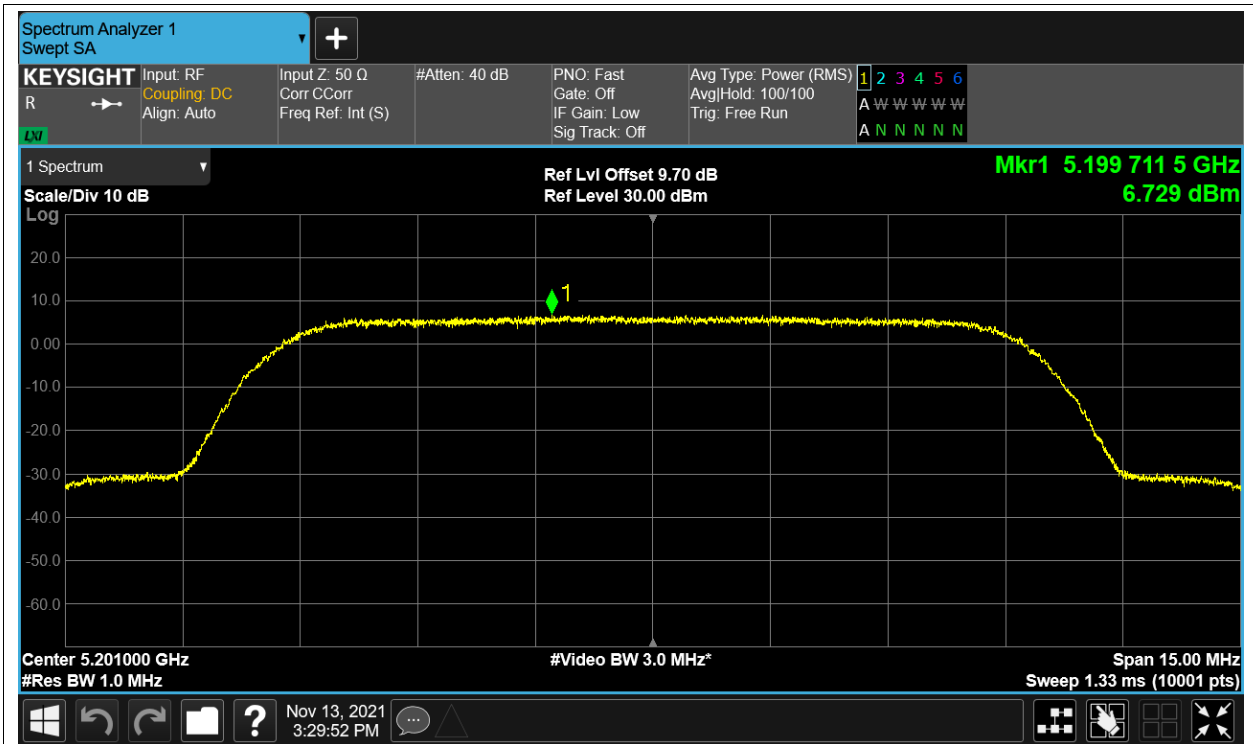 Spectrum Analyzer 1
Swept SA
KEYSIGHT
R
LXI
Input: RF
Coupling: DC
Align: Auto
Input Z: 50 Ω
Corr CCorr
Freq Ref: Int (S)
#Atten: 40 dB
PNO: Fast
Gate: Off
IF Gain: Low
Sig Track: Off
Avg Type: Power (RMS)
Avg|Hold: 100/100
Trig: Free Run
1 2 3 4 5 6
A W W W W W
A N N N N N
1 Spectrum
Scale/Div 10 dB
Ref Lvl Offset 9.70 dB
Ref Level 30.00 dBm
Mkr1 5.199 711 5 GHz
6.729 dBm
Log
20.0
10.0
0.00
-10.0
-20.0
-30.0
-40.0
-50.0
-60.0
1
Center 5.201000 GHz
#Res BW 1.0 MHz
#Video BW 3.0 MHz*
Span 15.00 MHz
Sweep 1.33 ms (10001 pts)
?
Nov 13, 2021
3:29:52 PM